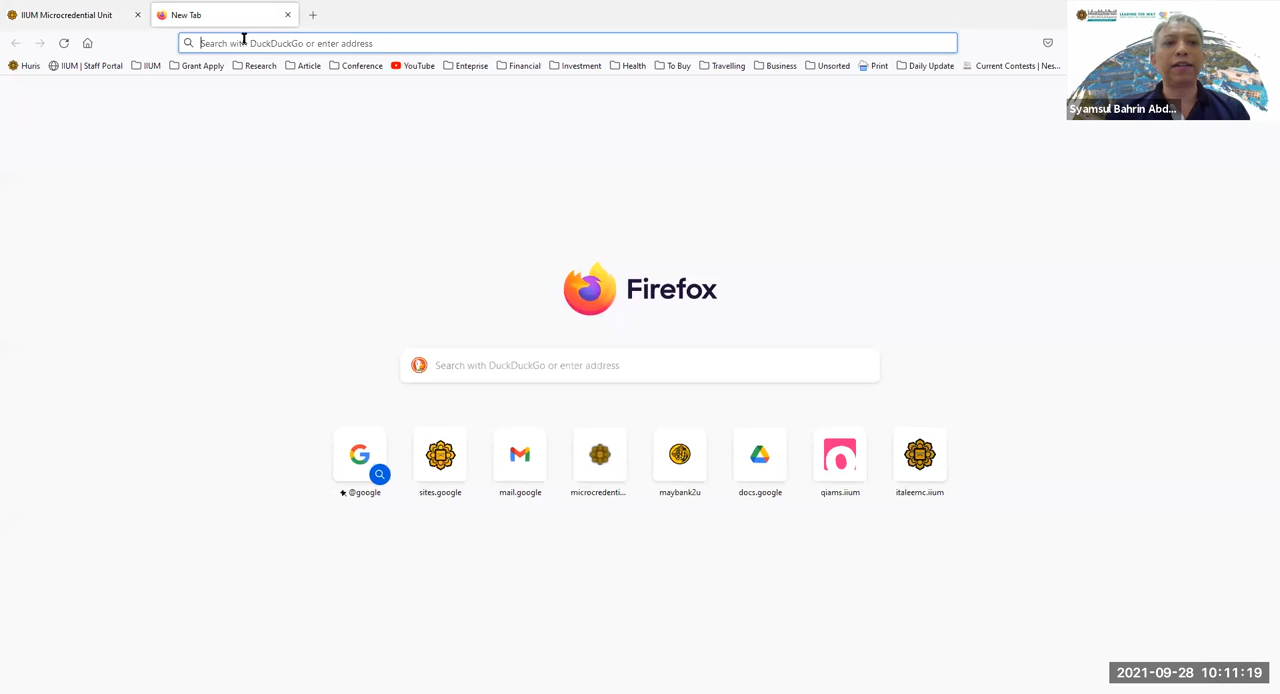 IIUM Microcredential Unit
New Tab
Search with DuckDuckGo or enter address
Huris IIUM | Staff Portal IIUM Grant Apply Research Article Conference YouTube Enteprise Financial Investment Health To Buy Travelling Business Unsorted Print Daily Update Current Contests | Nes...
LEADING THE WAY
Syamsul Bahrin Abd...
Firefox
Search with DuckDuckGo or enter address
@google sites.google mail.google microcredenti... maybank2u docs.google qiams.iium italeemc.iium
2021-09-28 10:11:19